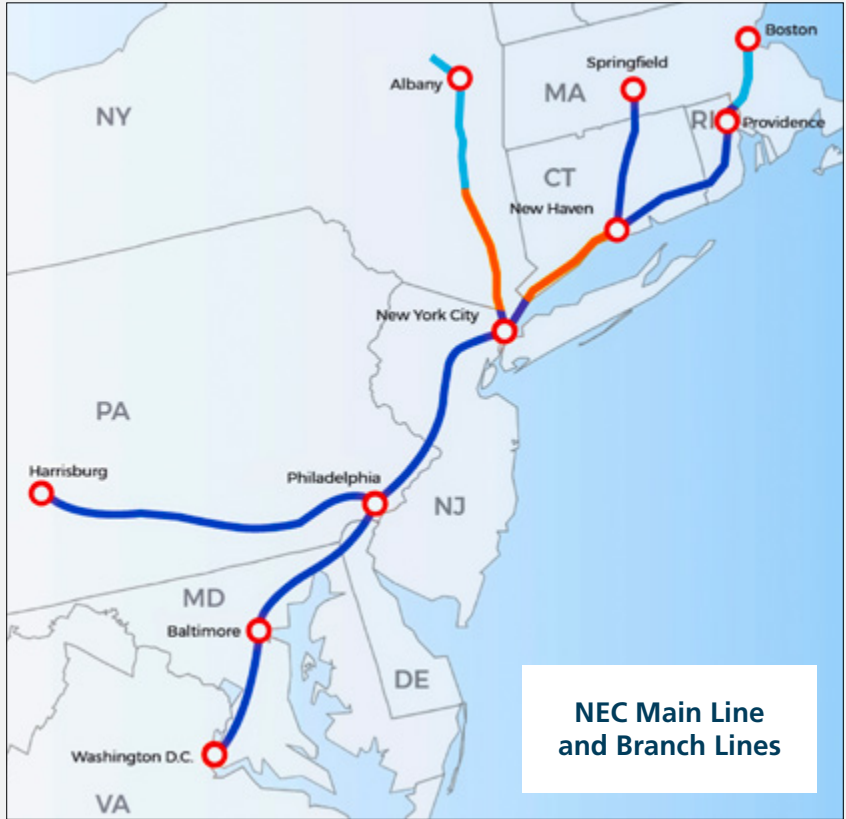 Boston
Springfield
Albany
MA
NY
RI
Providence
CT
New Haven
New York City
PA
Harrisburg
Philadelphia
NJ
MD
Baltimore
DE
NEC Main Line
and Branch Lines
Washington D.C.
VA